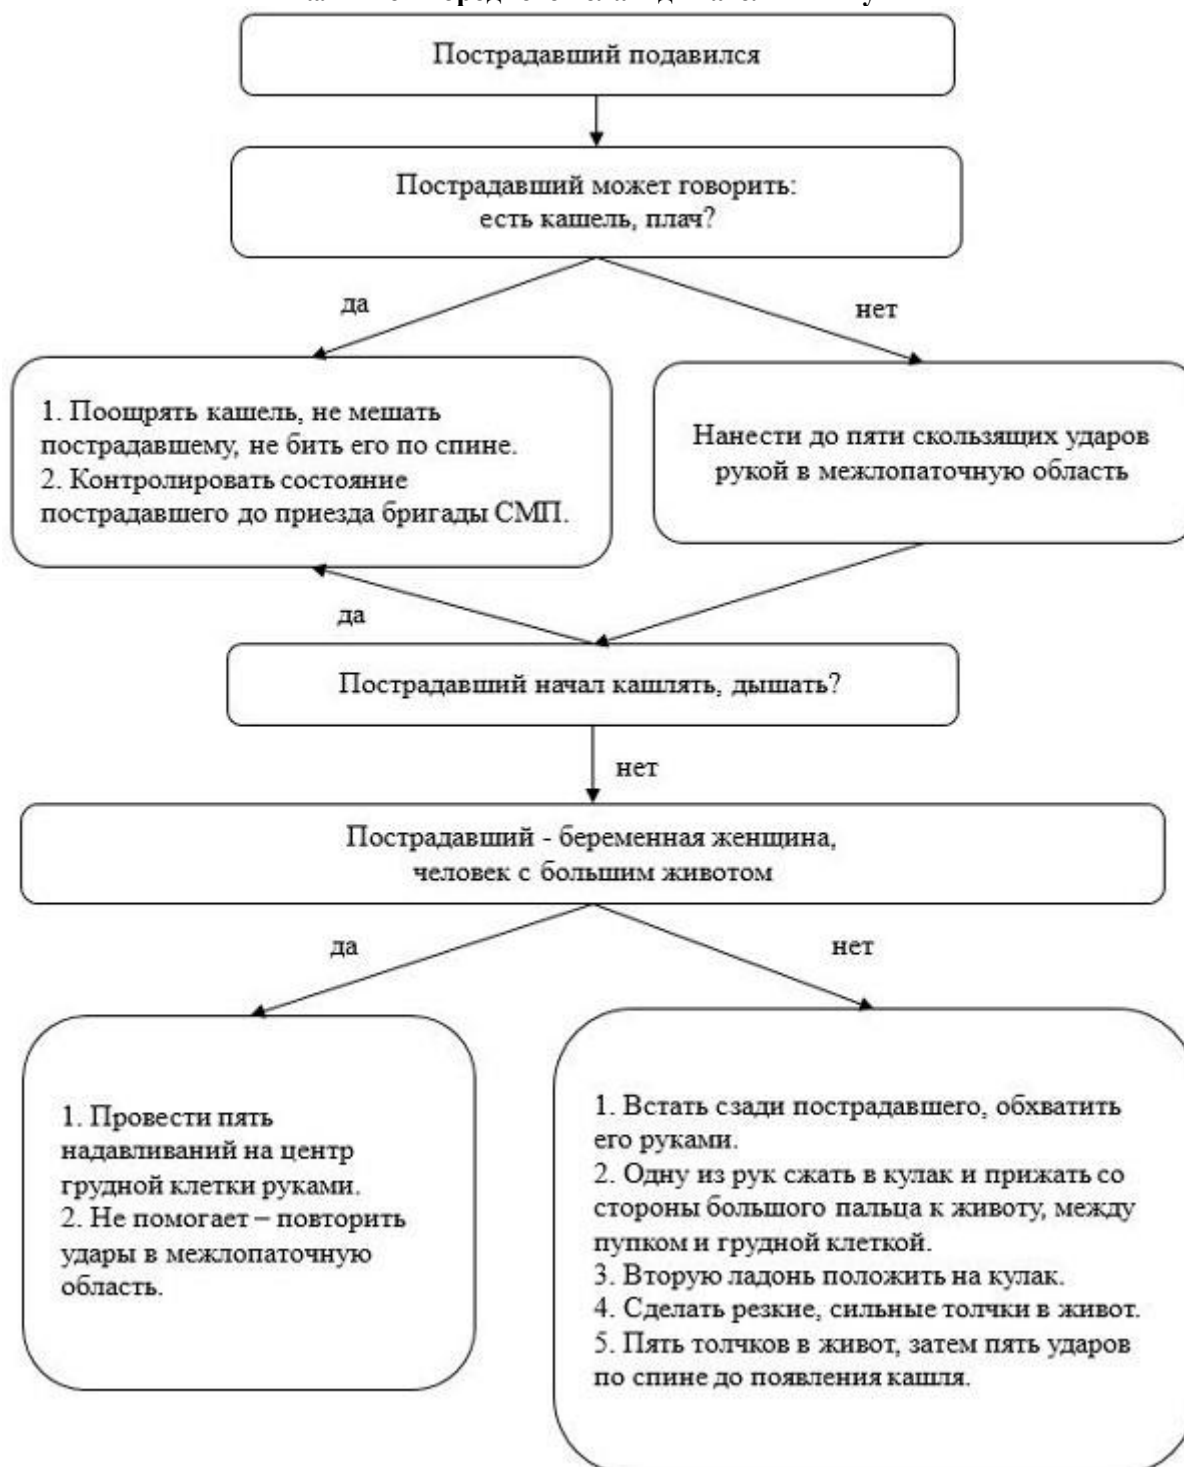 Пострадавший подавился
Пострадавший может говорить:
есть кашель, плач?
да
нет
1. Поощрять кашель, не мешать
пострадавшему, не бить его по спине.
2. Контролировать состояние
пострадавшего до приезда бригады СМП.
Нанести до пяти скользящих ударов
рукой в межлопаточную область
да
Пострадавший начал кашлять, дышать?
нет
Пострадавший - беременная женщина,
человек с большим животом
да
нет
1. Провести пять
надавливаний на центр
грудной клетки руками.
2. Не помогает – повторить
удары в межлопаточную
область.
1. Встать сзади пострадавшего, обхватить
его руками.
2. Одну из рук сжать в кулак и прижать со
стороны большого пальца к животу, между
пупком и грудной клеткой.
3. Вторую ладонь положить на кулак.
4. Сделать резкие, сильные толчки в живот.
5. Пять толчков в живот, затем пять ударов
по спине до появления кашля.